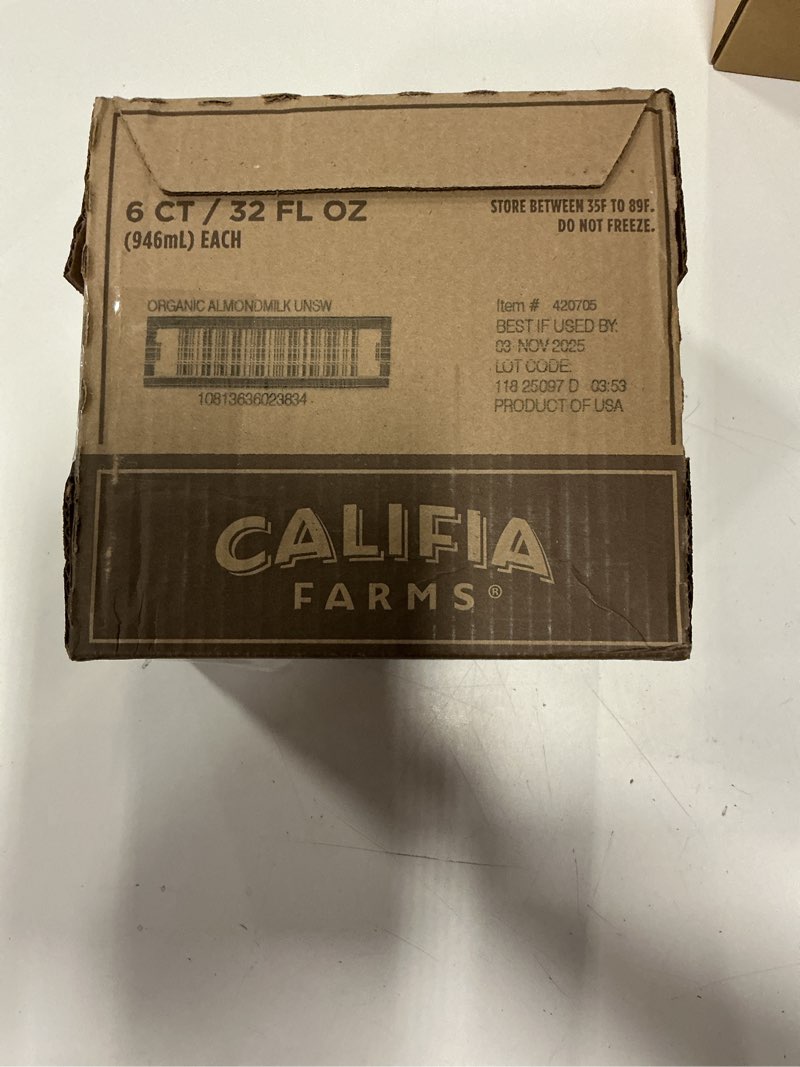 6 CT / 32 FL OZ
(946mL) EACH
STORE BETWEEN 35F TO 89F.
DO NOT FREEZE.
ORGANIC ALMONDMILK UNSW
10813636023834
Item # 420705
BEST IF USED BY:
03 NOV 2025
LOT CODE:
118 25097 D 03:53
PRODUCT OF USA
CALIFIA
FARMS®